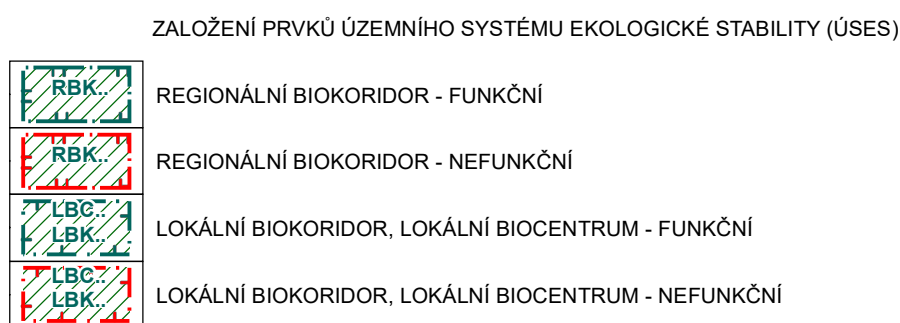 ZALOŽENÍ PRVKŮ ÚZEMNÍHO SYSTÉMU EKOLOGICKÉ STABILITY (ÚSES)
RBK..
REGIONÁLNÍ BIOKORIDOR - FUNKČNÍ
RBK..
REGIONÁLNÍ BIOKORIDOR - NEFUNKČNÍ
LBC..
LBK..
LOKÁLNÍ BIOKORIDOR, LOKÁLNÍ BIOCENTRUM - FUNKČNÍ
LBC..
LBK..
LOKÁLNÍ BIOKORIDOR, LOKÁLNÍ BIOCENTRUM - NEFUNKČNÍ